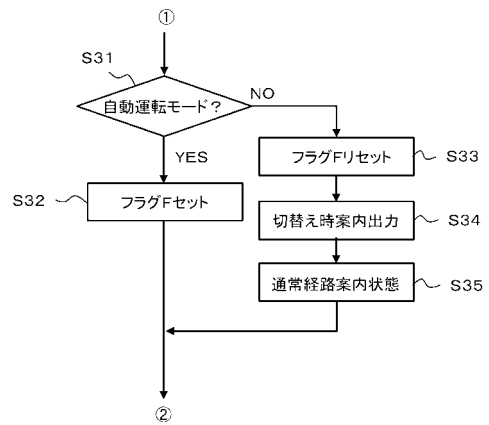 ①
S31
自動運転モード?
NO
YES
フラグFリセット
S33
S32
フラグFセット
切替え時案内出力
S34
通常経路案内状態
S35
②